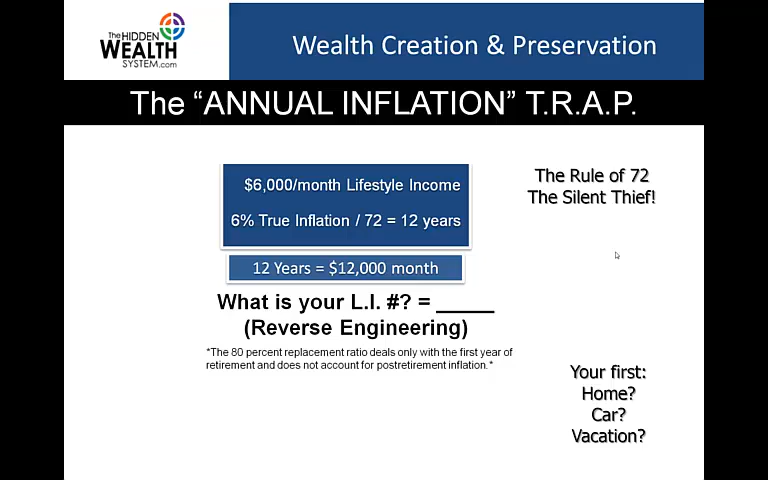 The HIDDEN
WEALTH
SYSTEM.com
Wealth Creation & Preservation
The “ANNUAL INFLATION” T.R.A.P.
$6,000/month Lifestyle Income
6% True Inflation / 72 = 12 years
12 Years = $12,000 month
The Rule of 72
The Silent Thief!
What is your L.I. #? = _____
(Reverse Engineering)
*The 80 percent replacement ratio deals only with the first year of
retirement and does not account for postretirement inflation.*
Your first:
Home?
Car?
Vacation?